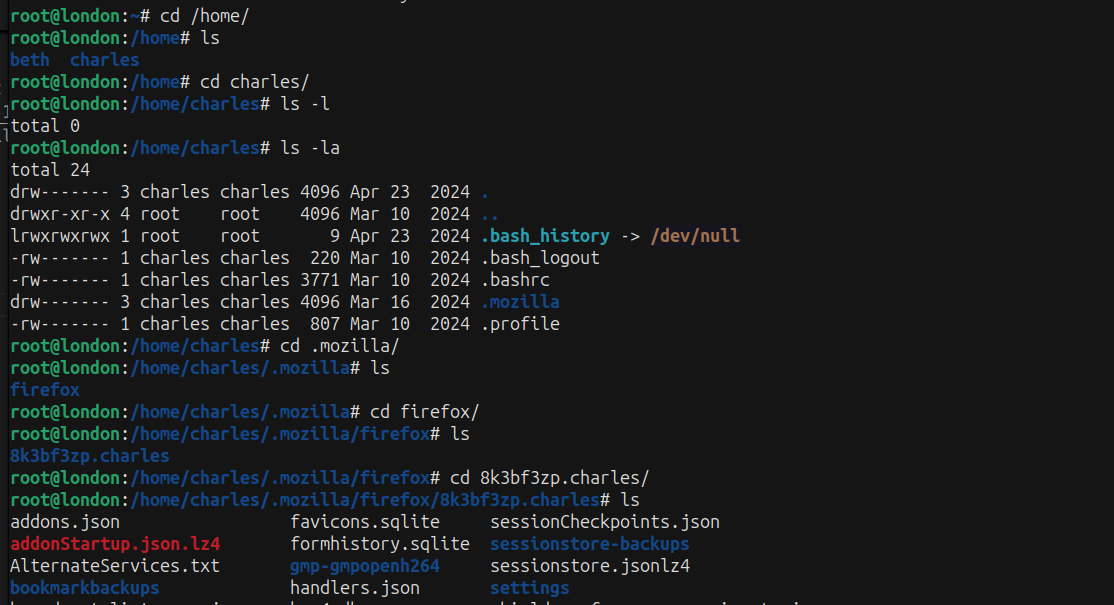 root@london:~# cd /home/
root@london:/home# ls
beth  charles
root@london:/home# cd charles/
root@london:/home/charles# ls -l
total 0
root@london:/home/charles# ls -la
total 24
drw------- 3 charles charles 4096 Apr 23  2024 .
drwxr-xr-x 4 root    root    4096 Mar 10  2024 ..
lrwxrwxrwx 1 root    root       9 Apr 23  2024 .bash_history -> /dev/null
-rw------- 1 charles charles  220 Mar 10  2024 .bash_logout
-rw------- 1 charles charles 3771 Mar 10  2024 .bashrc
drw------- 3 charles charles 4096 Mar 16  2024 .mozilla
-rw------- 1 charles charles  807 Mar 10  2024 .profile
root@london:/home/charles# cd .mozilla/
root@london:/home/charles/.mozilla# ls
firefox
root@london:/home/charles/.mozilla# cd firefox/
root@london:/home/charles/.mozilla/firefox# ls
8k3bf3zp.charles
root@london:/home/charles/.mozilla/firefox# cd 8k3bf3zp.charles/
root@london:/home/charles/.mozilla/firefox/8k3bf3zp.charles# ls
addons.json                 favicons.sqlite     sessionCheckpoints.json
addonStartup.json.lz4       formhistory.sqlite  sessionstore-backups
AlternateServices.txt       gmp-gmpopenh264     sessionstore.jsonlz4
bookmarkbackups             handlers.json       settings